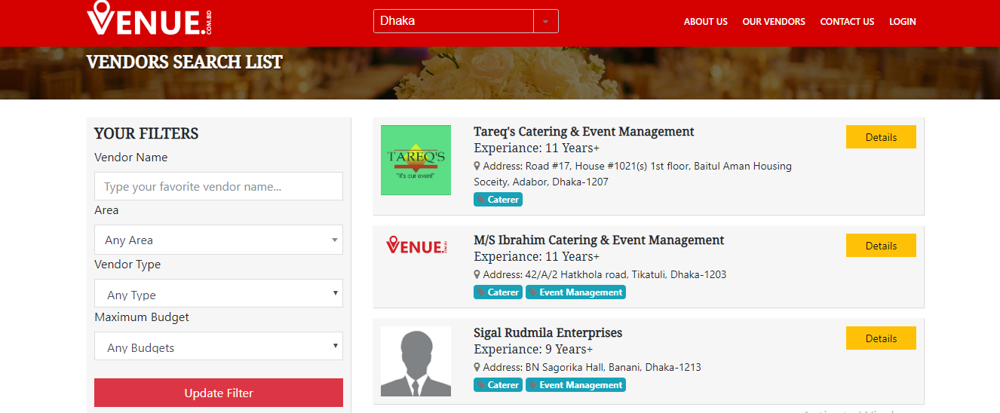 VENUE.COM.BD
Dhaka
ABOUT US OUR VENDORS CONTACT US LOGIN
VENDORS SEARCH LIST
YOUR FILTERS
Vendor Name
Type your favorite vendor name...
Area
Any Area
Vendor Type
Any Type
Maximum Budget
Any Budgets
Update Filter
TAREQ'S
"it's our event"
Tareq's Catering & Event Management
Experiance: 11 Years+
Address: Road #17, House #1021(s) 1st floor, Baitul Aman Housing
Soceity, Adabor, Dhaka-1207
Caterer
Details
VENUE.COM.BD
M/S Ibrahim Catering & Event Management
Experiance: 11 Years+
Address: 42/A/2 Hatkhola road, Tikatuli, Dhaka-1203
Caterer Event Management
Details
Sigal Rudmila Enterprises
Experiance: 9 Years+
Address: BN Sagorika Hall, Banani, Dhaka-1213
Caterer Event Management
Details